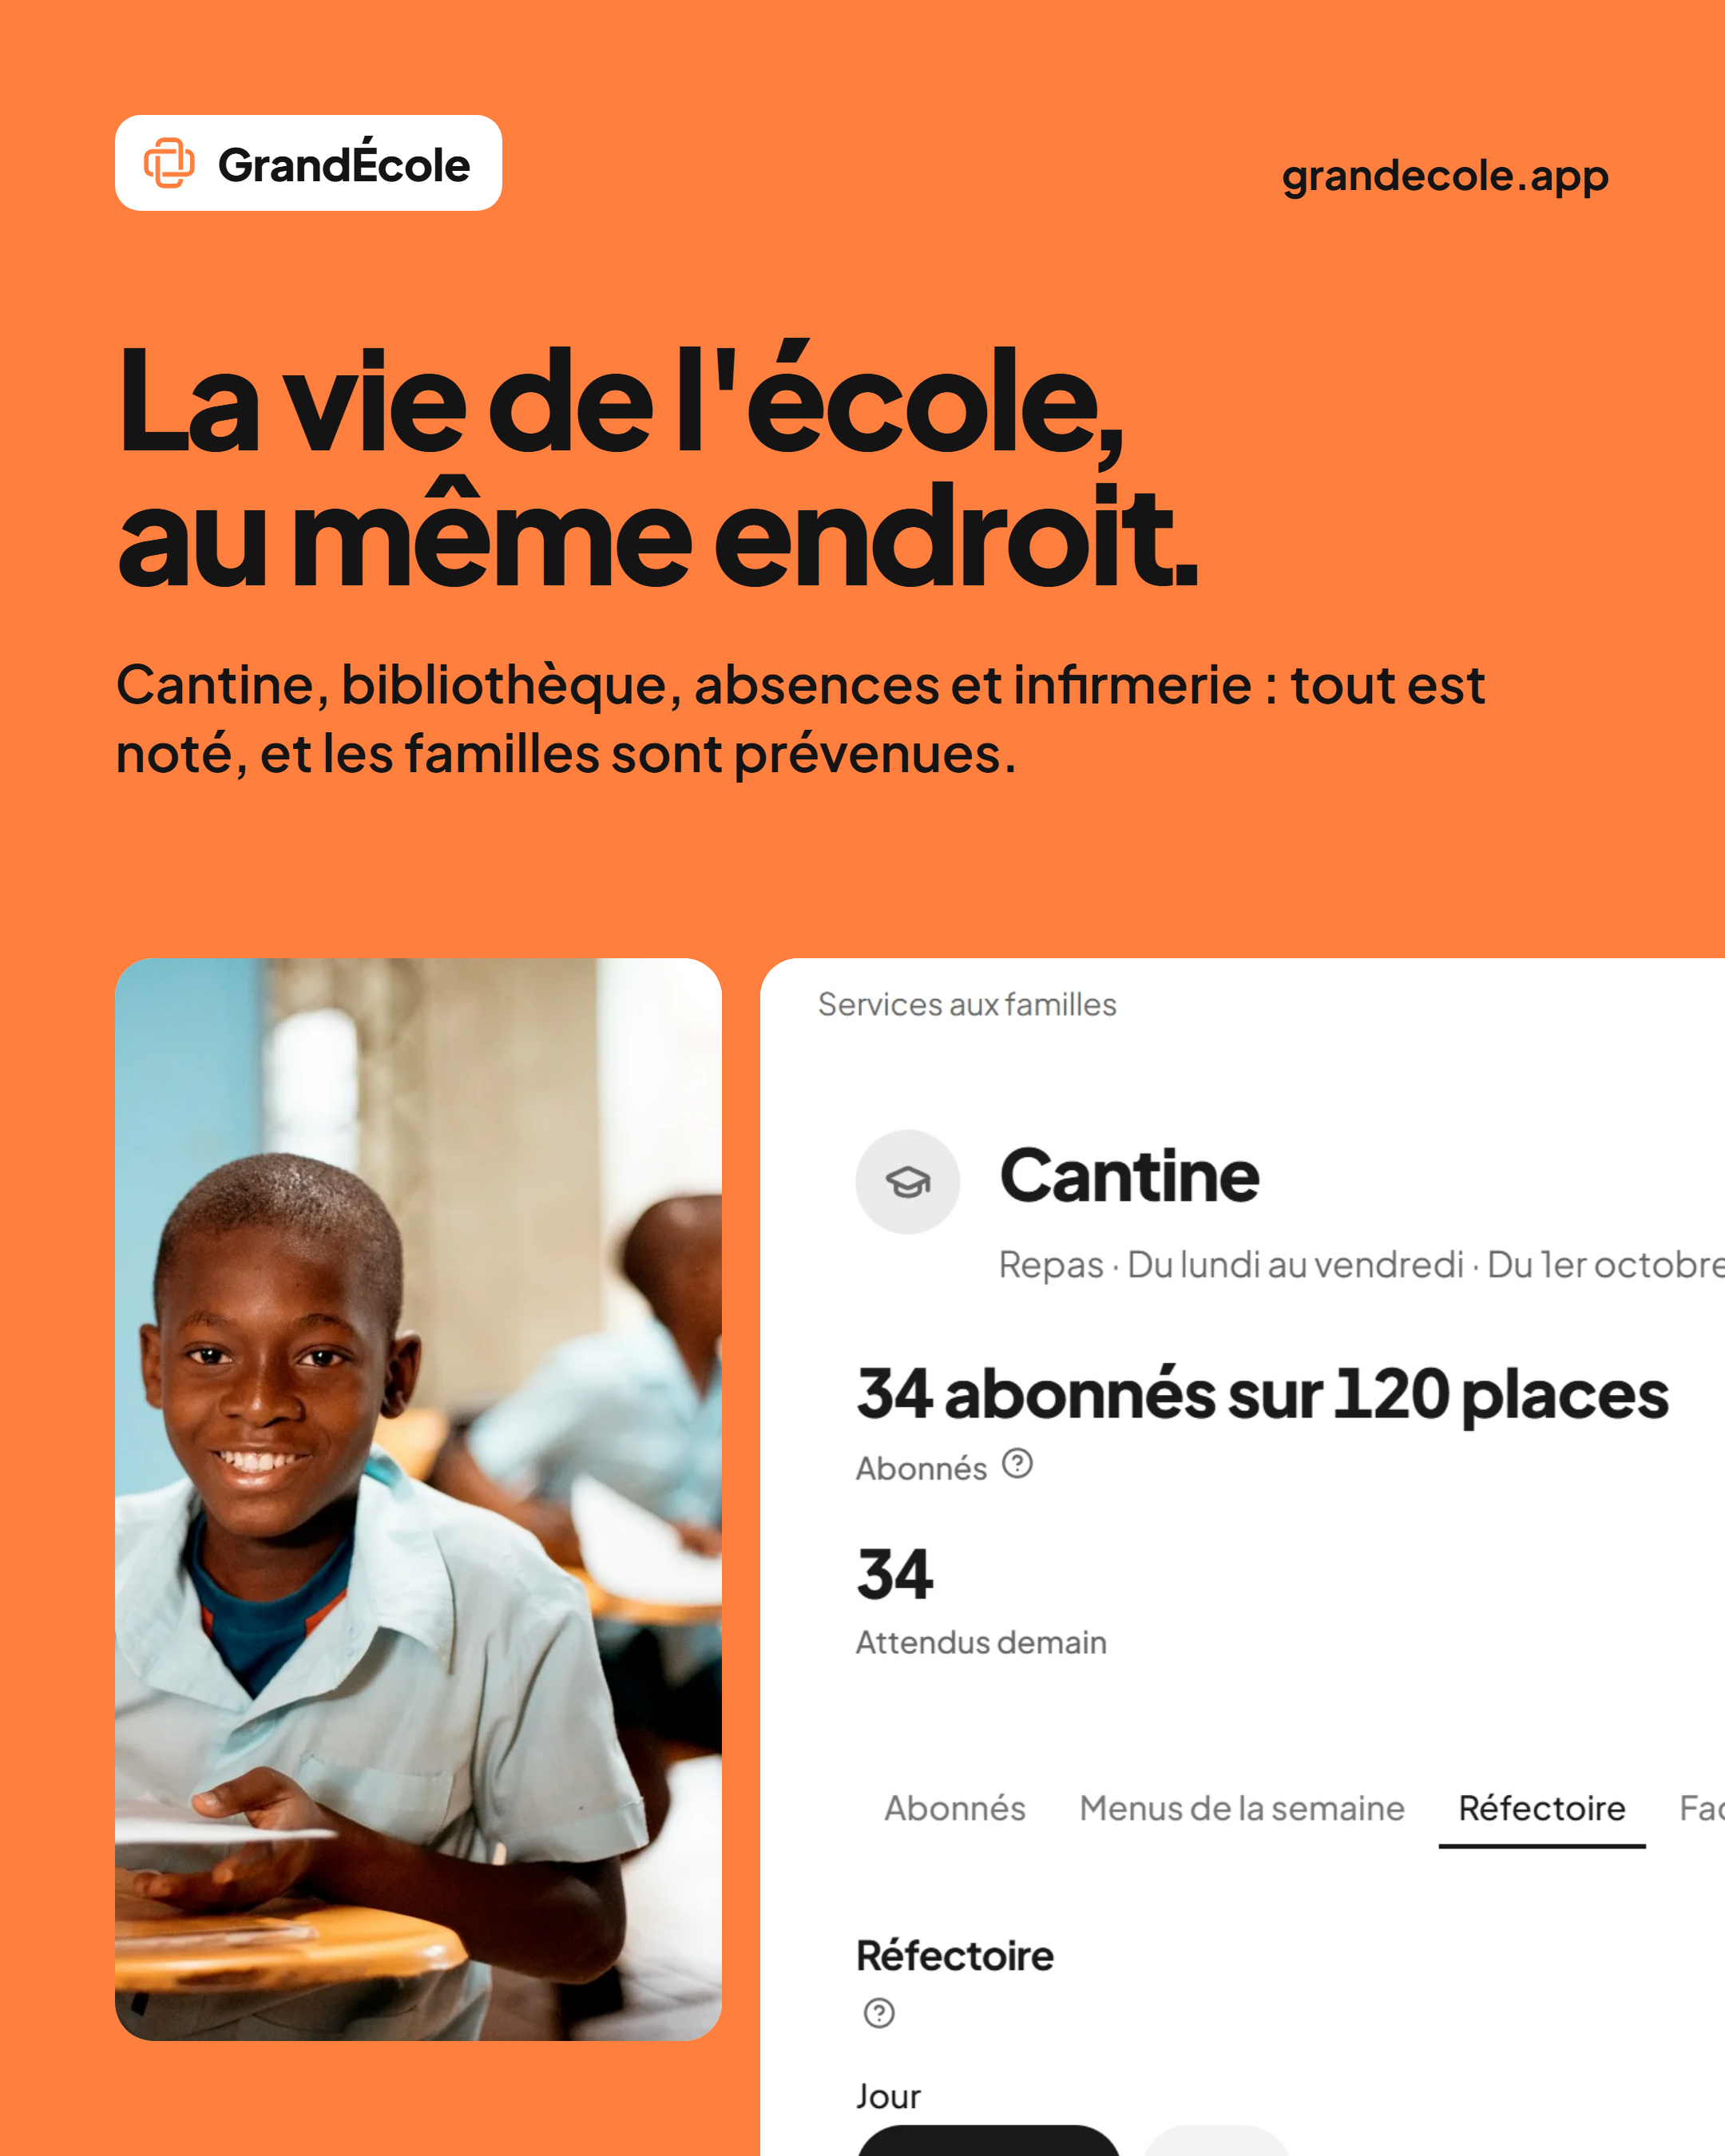 GrandÉcole
grandecole.app
La vie de l'école,
au même endroit.
Cantine, bibliothèque, absences et infirmerie : tout est
noté, et les familles sont prévenues.
Services aux familles
Cantine
Repas · Du lundi au vendredi · Du 1er octobre
34 abonnés sur 120 places
Abonnés
34
Attendus demain
Abonnés Menus de la semaine Réfectoire
Réfectoire
Jour